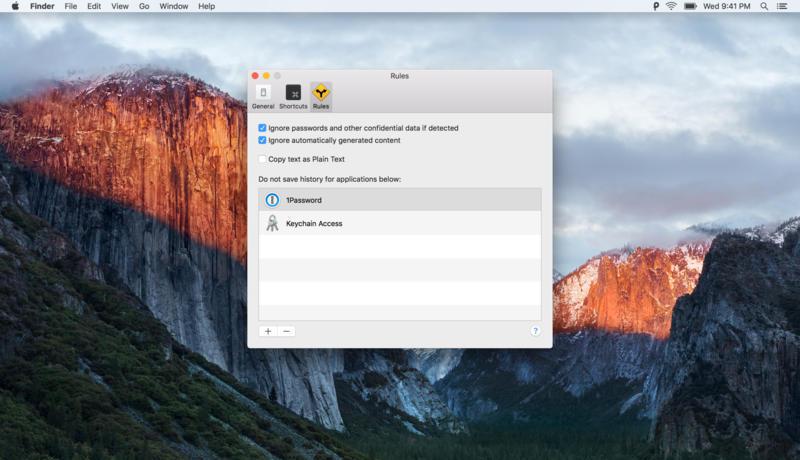 Finder File Edit View Go Window Help Wed 9:41 PM
Rules
General Shortcuts Rules
Ignore passwords and other confidential data if detected
Ignore automatically generated content
Copy text as Plain Text
Do not save history for applications below:
1Password
Keychain Access
+ − ?